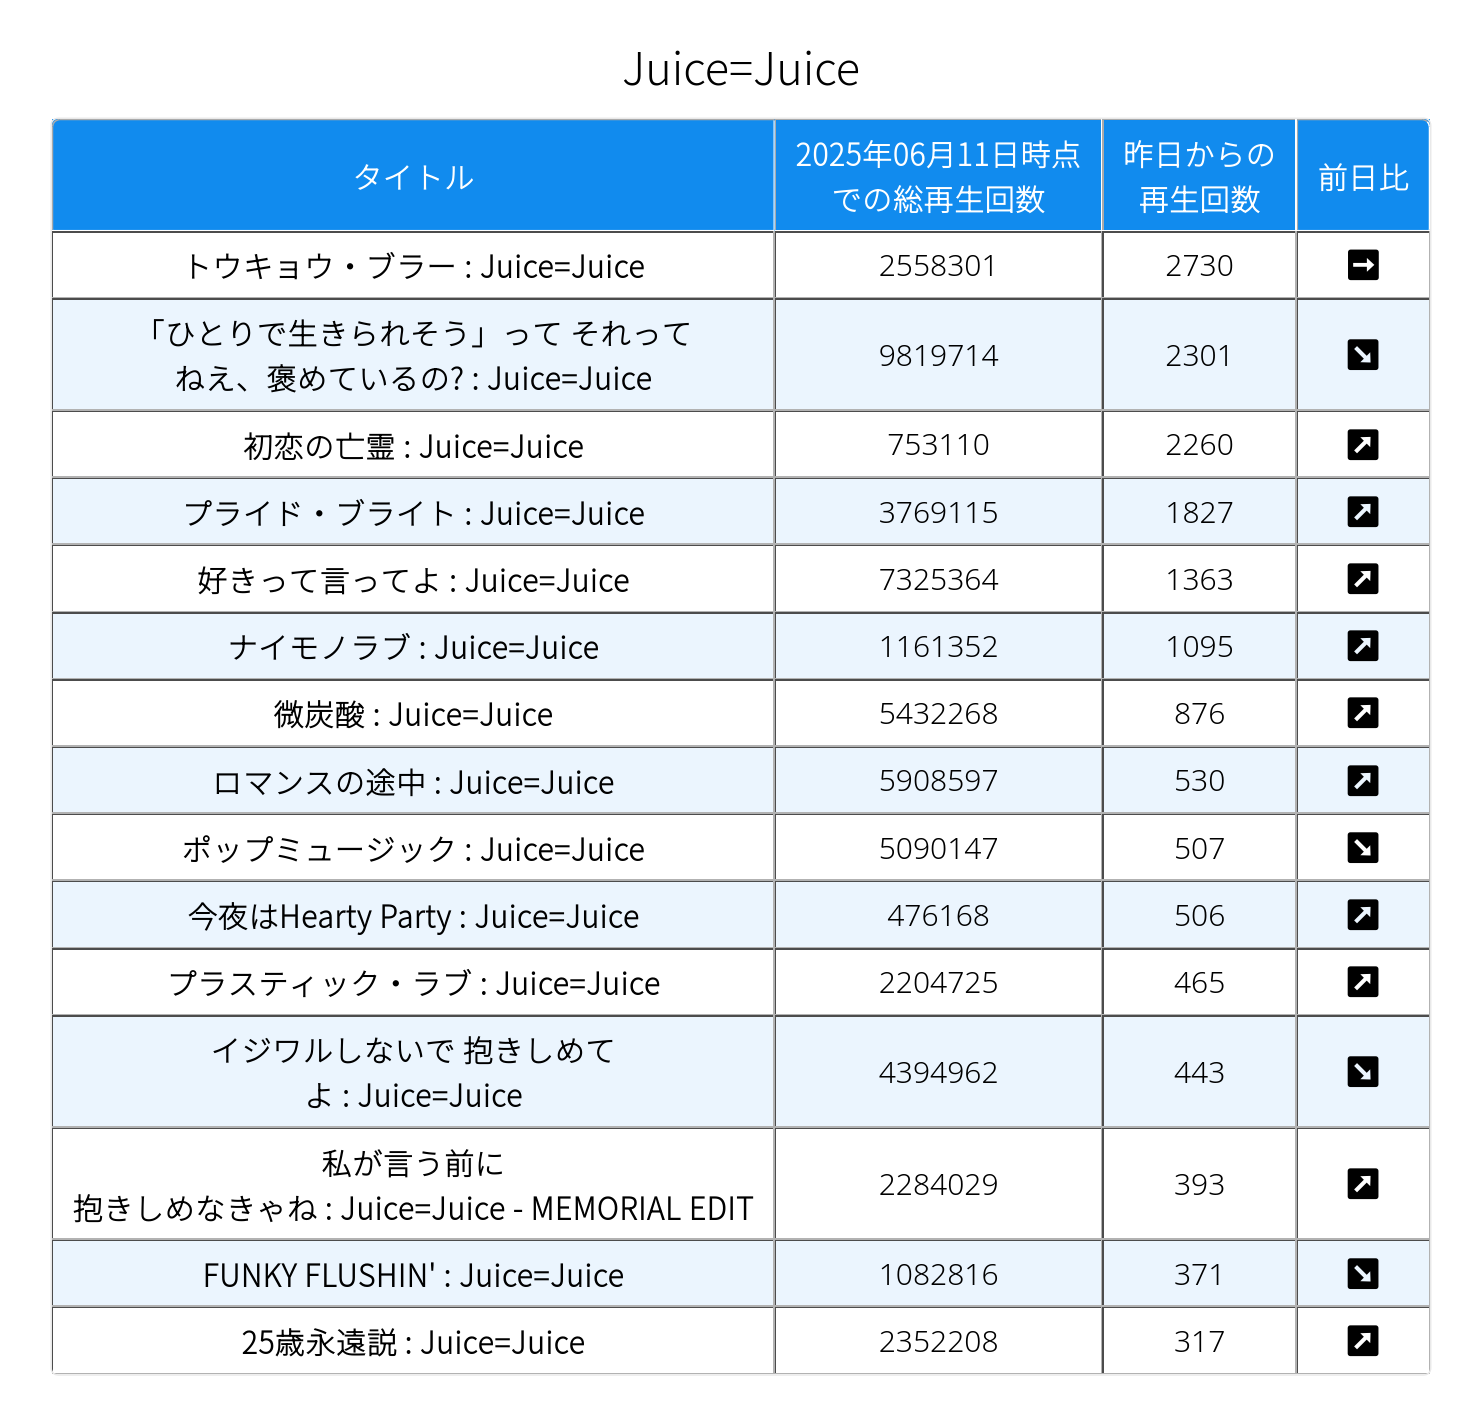 Juice=Juice
タイトル
2025年06月11日時点
での総再生回数
昨日からの
再生回数
前日比
トウキョウ・ブラー : Juice=Juice 2558301 2730 ➡
「ひとりで生きられそう」って それって
ねえ、褒めているの? : Juice=Juice 9819714 2301 ↘
初恋の亡霊 : Juice=Juice 753110 2260 ↗
プライド・ブライト : Juice=Juice 3769115 1827 ↗
好きって言ってよ : Juice=Juice 7325364 1363 ↗
ナイモノラブ : Juice=Juice 1161352 1095 ↗
微炭酸 : Juice=Juice 5432268 876 ↗
ロマンスの途中 : Juice=Juice 5908597 530 ↗
ポップミュージック : Juice=Juice 5090147 507 ↘
今夜はHearty Party : Juice=Juice 476168 506 ↗
プラスティック・ラブ : Juice=Juice 2204725 465 ↗
イジワルしないで 抱きしめて
よ : Juice=Juice 4394962 443 ↘
私が言う前に
抱きしめなきゃね : Juice=Juice - MEMORIAL EDIT 2284029 393 ↗
FUNKY FLUSHIN' : Juice=Juice 1082816 371 ↘
25歳永遠説 : Juice=Juice 2352208 317 ↗